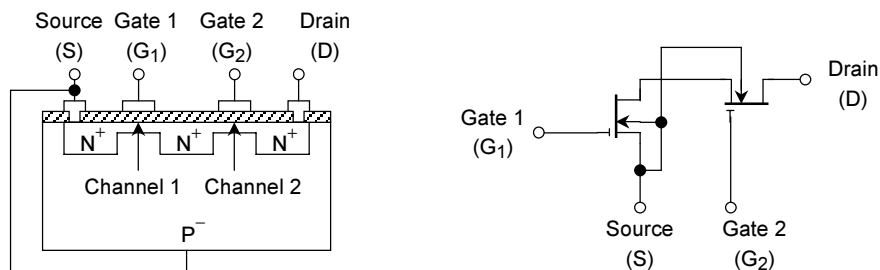 Source Gate 1 Gate 2 Drain
(S) (G₁) (G₂) (D)
N⁺ N⁺ N⁺
Channel 1 Channel 2
P⁻
Drain
(D)
Gate 1
(G₁)
Source Gate 2
(S) (G₂)